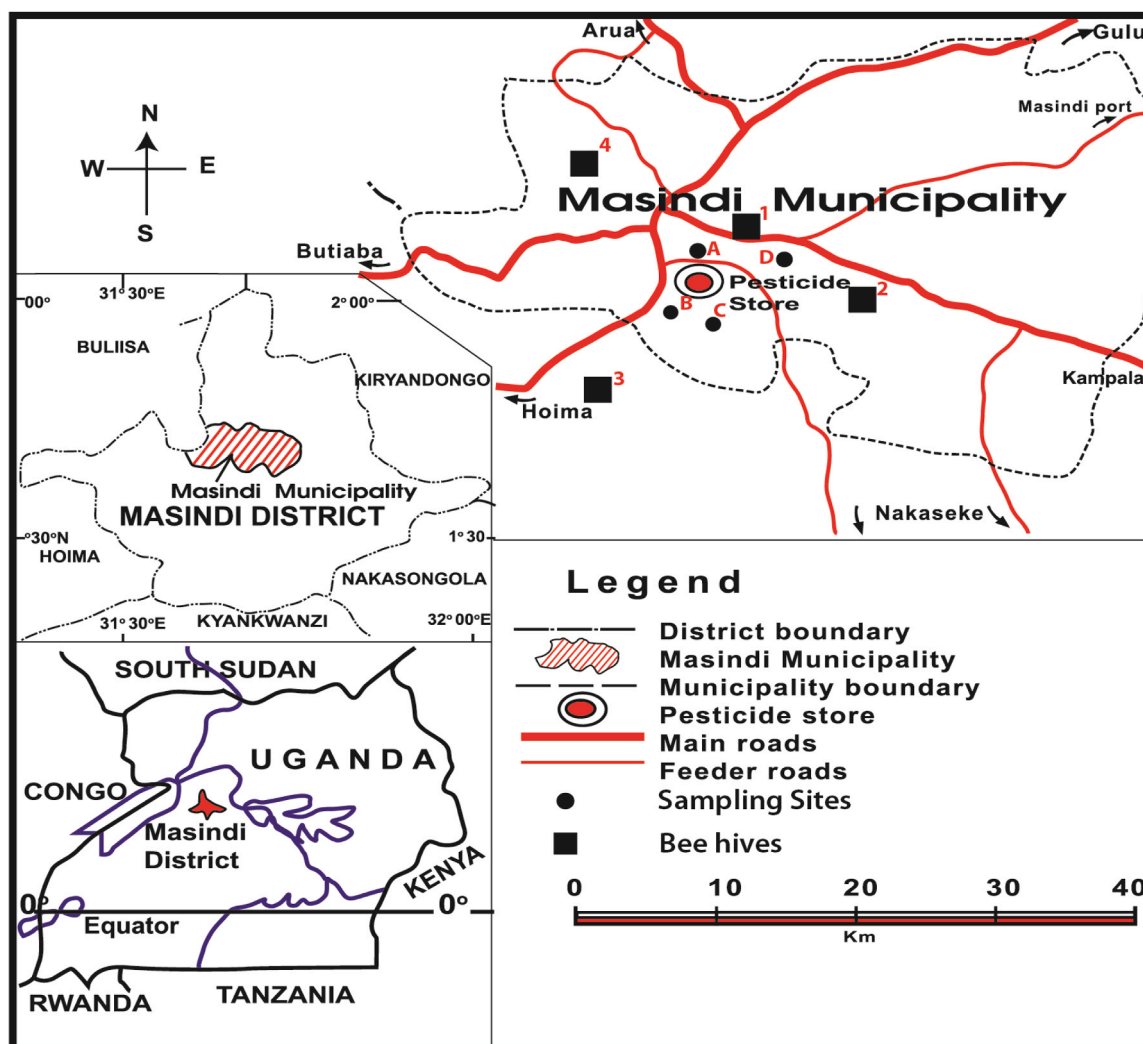 Arua
Gulu
Masindi port
N
W E
S
4
Masindi Municipality
1
A
D
Butiaba
Pesticide
Store
2
B
C
3
Hoima
Kampala
Nakaseke
31°30°E
00°
2°00°
BULIISA
KIRYANDONGO
Masindi Municipality
MASINDI DISTRICT
°30°N
1°30
HOIMA
NAKASONGOLA
31°30°E
KYANKWANZI
32°00°E
SOUTH SUDAN
UGANDA
CONGO
Masindi
District
KENYA
0°
0°
Equator
RWANDA
TANZANIA
Legend
District boundary
Masindi Municipality
Municipality boundary
Pesticide store
Main roads
Feeder roads
Sampling Sites
Bee hives
0 10 20 30 40
Km